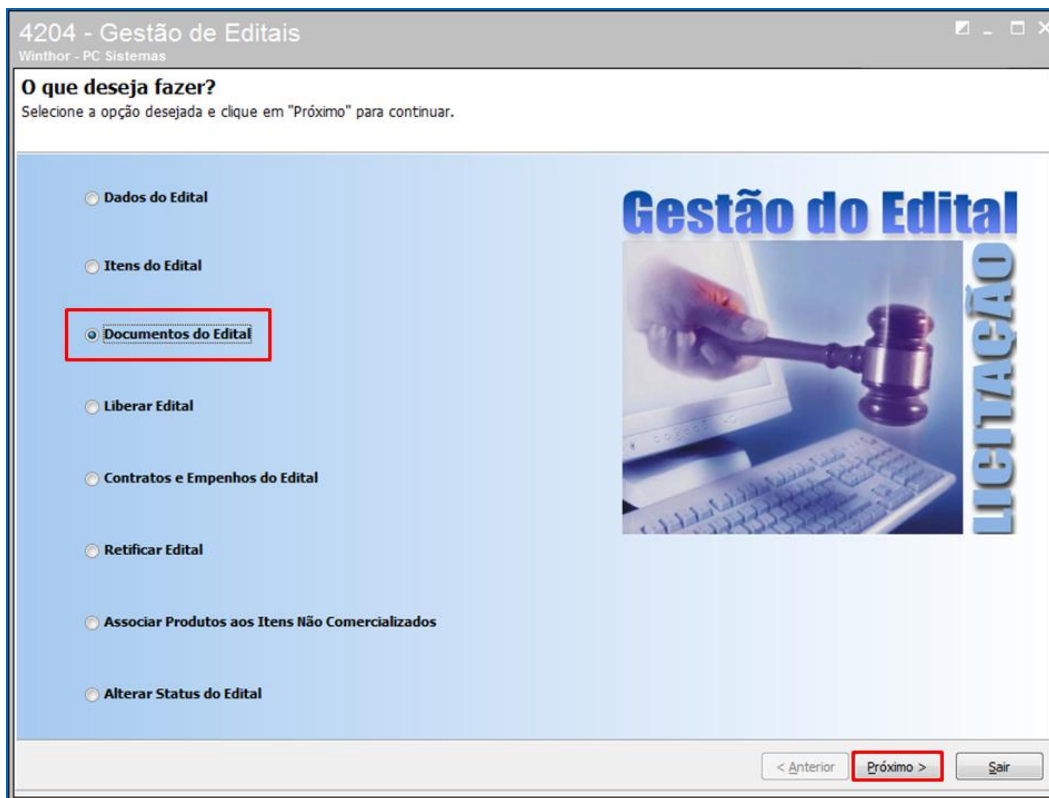 4204 - Gestão de Editais
Winthor - PC Sistemas
O que deseja fazer?
Selecione a opção desejada e clique em "Próximo" para continuar.
Dados do Edital
Itens do Edital
Documentos do Edital
Liberar Edital
Contratos e Empenhos do Edital
Retificar Edital
Associar Produtos aos Itens Não Comercializados
Alterar Status do Edital
Gestão do Edital
LICITAÇÃO
< Anterior
Próximo >
Sair